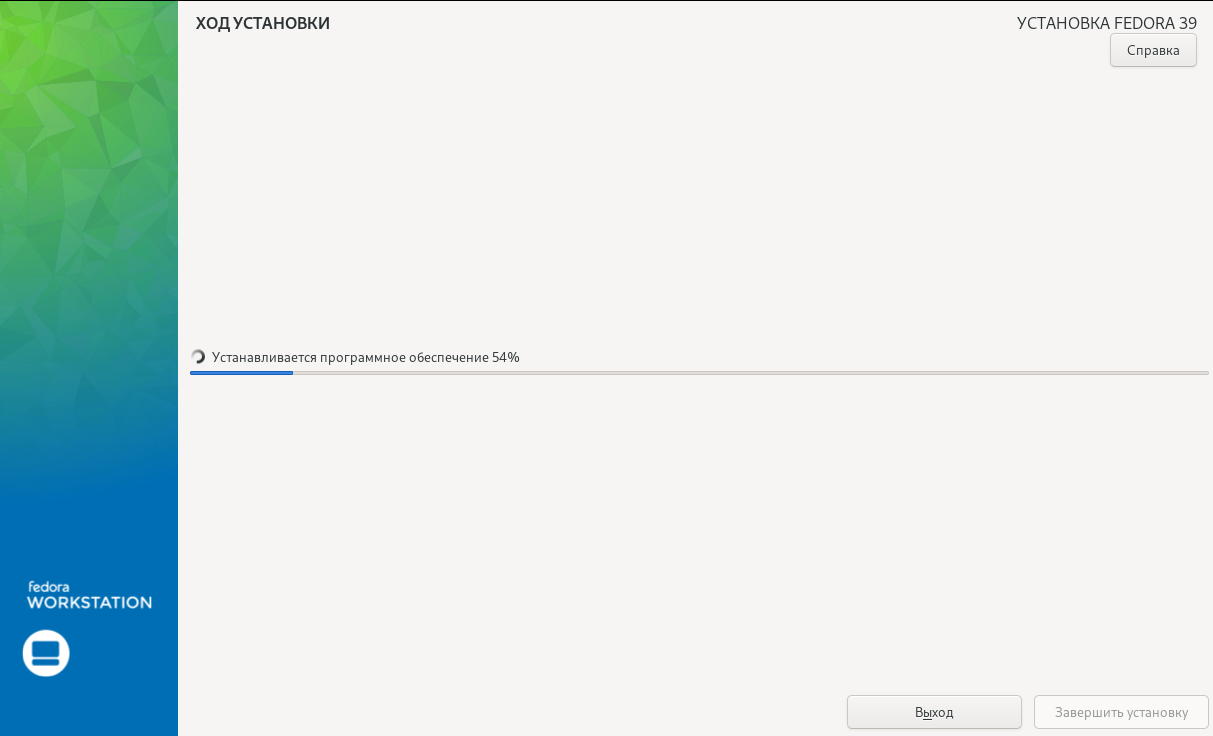 ХОД УСТАНОВКИ
УСТАНОВКА FEDORA 39
Справка
Устанавливается программное обеспечение 54%
fedora
WORKSTATION
Выход
Завершить установку